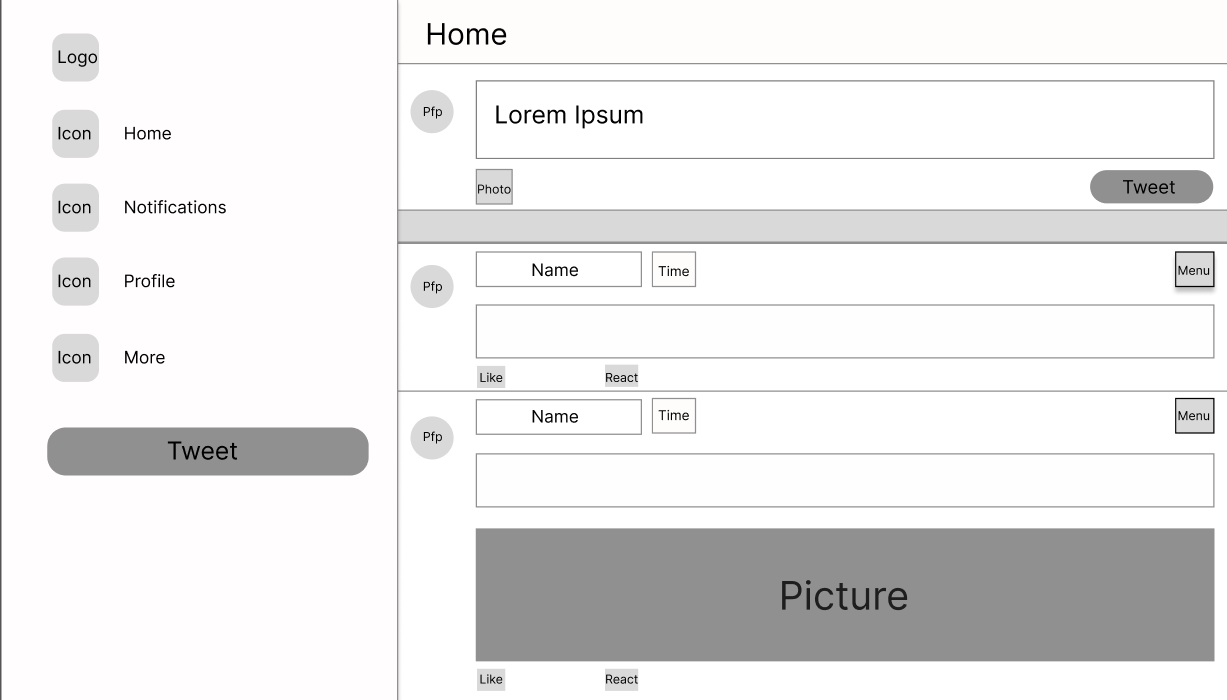 Logo
Icon Home
Icon Notifications
Icon Profile
Icon More
Tweet
Home
Pfp
Lorem Ipsum
Photo
Tweet
Pfp
Name
Time
Menu
Like
React
Pfp
Name
Time
Menu
Picture
Like
React